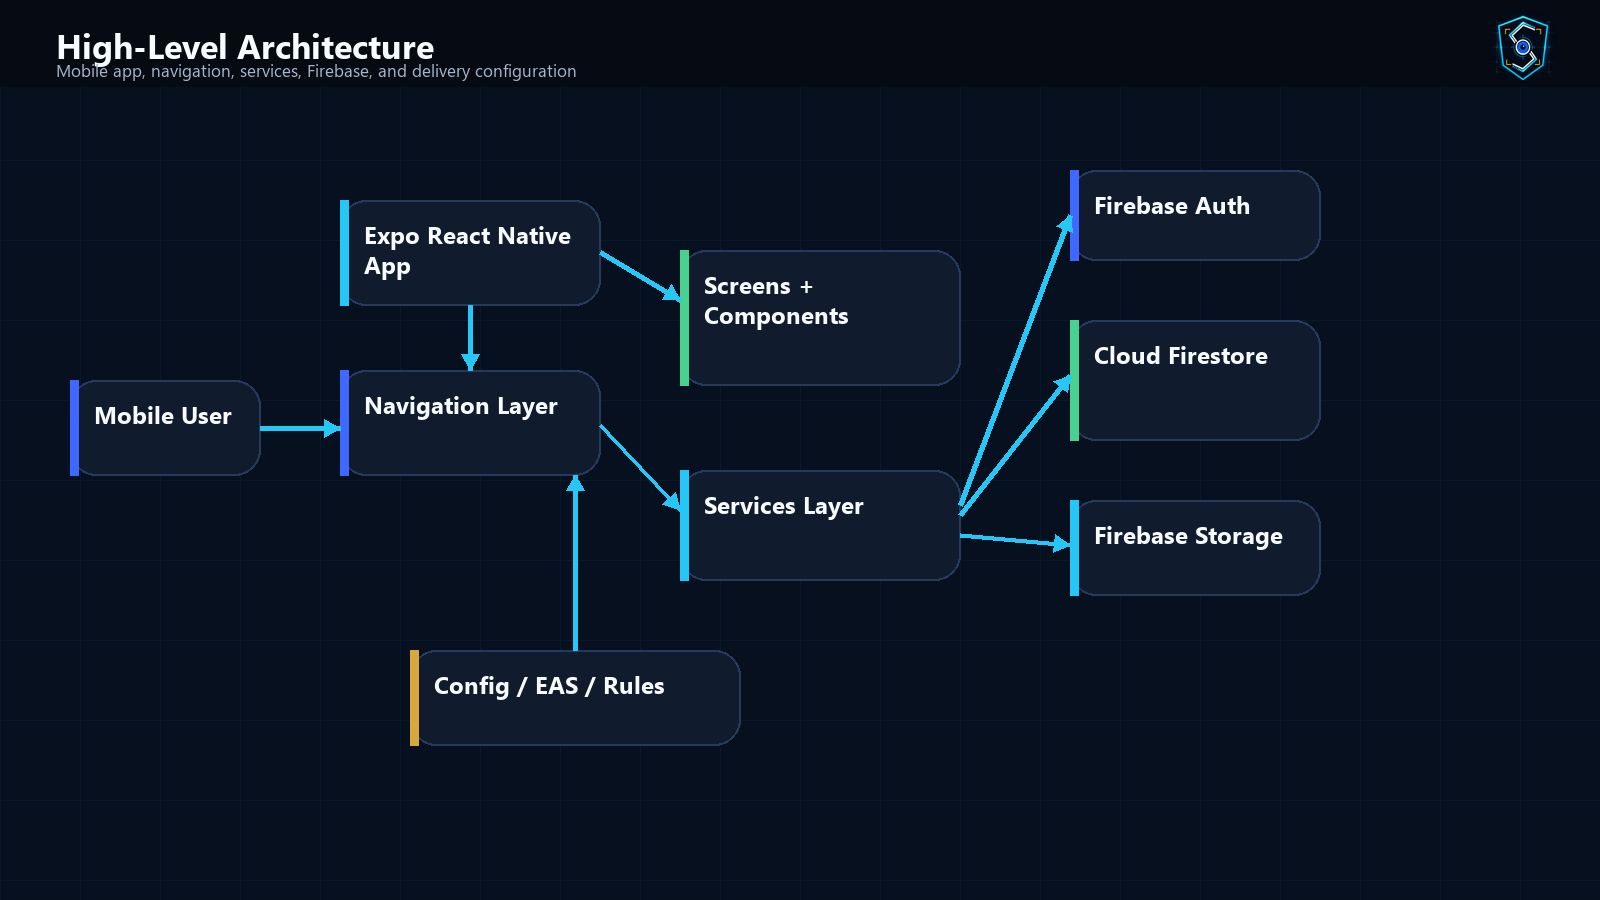 High-Level Architecture
Mobile app, navigation, services, Firebase, and delivery configuration
Expo React Native
App
Screens +
Components
Firebase Auth
Cloud Firestore
Mobile User
Navigation Layer
Services Layer
Firebase Storage
Config / EAS / Rules